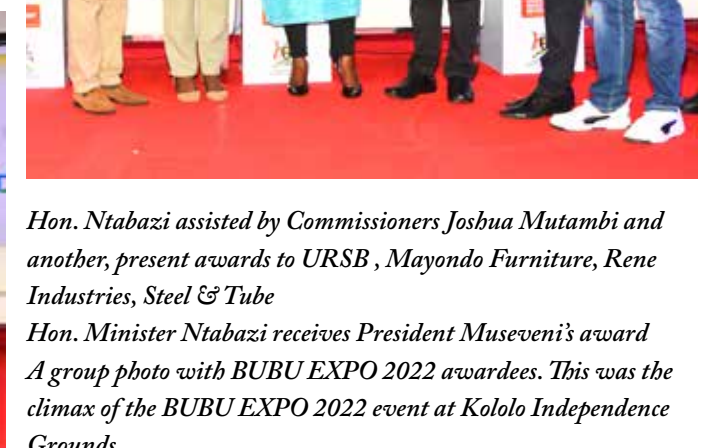 Hon. Ntabazi assisted by Commissioners Joshua Mutambi and
another, present awards to URSB , Mayondo Furniture, Rene
Industries, Steel & Tube
Hon. Minister Ntabazi receives President Museveni's award
A group photo with BUBU EXPO 2022 awardees. This was the
climax of the BUBU EXPO 2022 event at Kololo Independence
Grounds